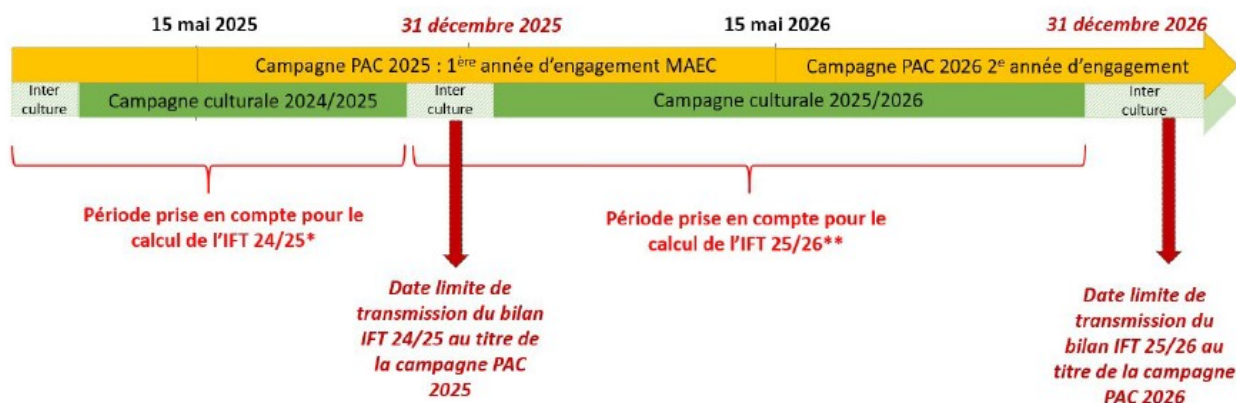 15 mai 2025
31 décembre 2025
15 mai 2026
31 décembre 2026
Campagne PAC 2025 : 1ère année d’engagement MAEC
Campagne PAC 2026 2e année d’engagement
Inter
culture
Campagne culturale 2024/2025
Inter
culture
Campagne culturale 2025/2026
Inter
culture
Période prise en compte pour le
calcul de l’IFT 24/25*
Période prise en compte pour le
calcul de l’IFT 25/26**
Date limite de
transmission du bilan
IFT 24/25 au titre de
la campagne PAC
2025
Date limite de
transmission du
bilan IFT 25/26 au
titre de la campagne
PAC 2026